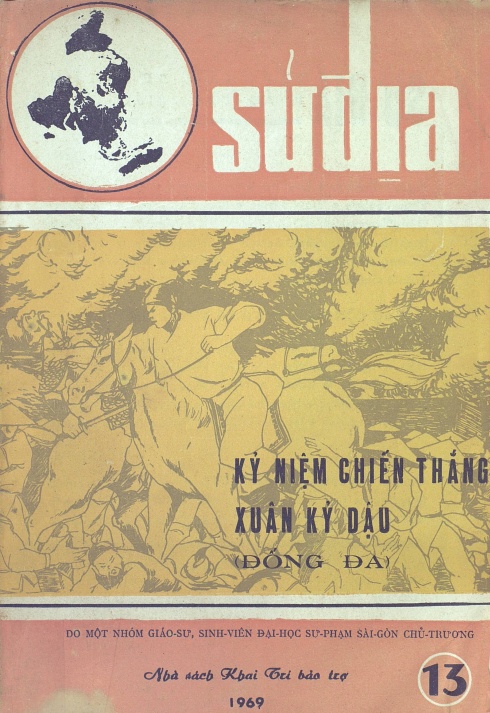 sử địa
KỶ NIỆM CHIẾN THẮNG
XUÂN KỶ DẬU
(ĐỐNG ĐA)
DO MỘT NHÓM GIÁO-SƯ, SINH-VIÊN ĐẠI-HỌC SƯ-PHẠM SÀI-GÒN CHỦ-TRƯƠNG
Nhà sách Khai Trí bảo trợ
13
1969